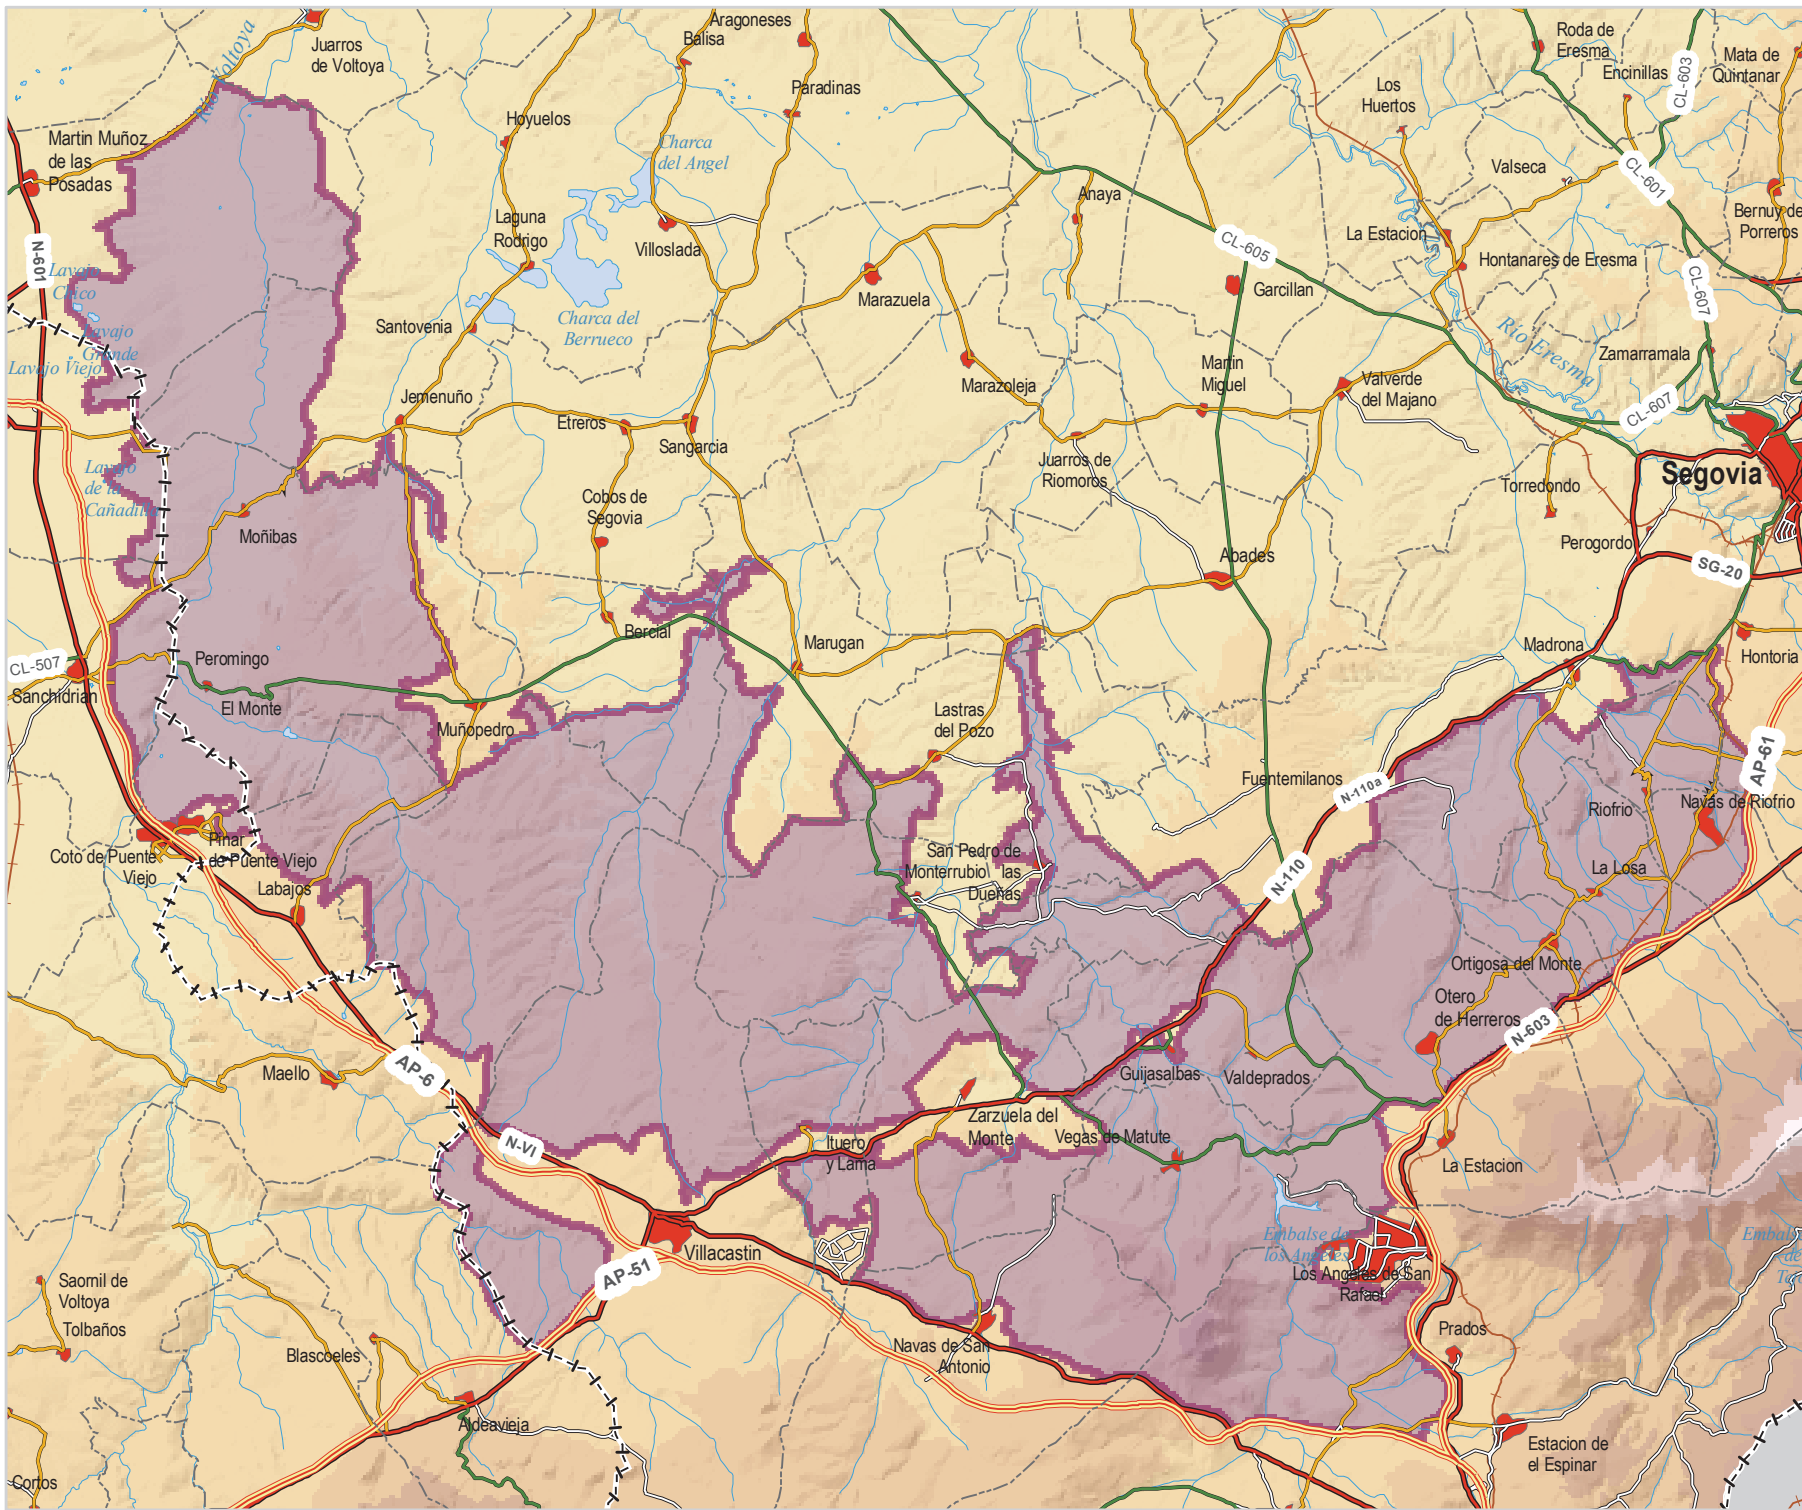 Aragoneses
Balisa
Juarros
de Voltoya
Río Voltoya
Paradinas
Hoyuelos
Charca
del Angel
Martin Muñoz
de las
Posadas
N-601
Laguna
Rodrigo
Villoslada
Anaya
Los
Huertos
Roda de
Eresma
Encinillas
CL-603
Mata de
Quintanar
Valseca
CL-601
Bernuy de
Porreros
La Estacion
Hontanares de Eresma
CL-605
Garcillan
CL-607
Lavajo
Chico
Lavajo
Grande
Lavajo Viejo
Santovenia
Charca del
Berrueco
Marazuela
Río Eresma
Zamarramala
Marazoleja
Martin
Miguel
Valverde
del Majano
CL-607
Jemenuño
Etreros
Sangarcia
Juarros de
Riomoros
Segovia
Torredondo
Lavajo
de la
Cañadilla
Cobos de
Segovia
Moñibas
Abades
Perogordo
SG-20
Bercial
Marugan
Madrona
Hontoria
CL-507
Sanchidrian
Peromingo
El Monte
Muñopedro
Lastras
del Pozo
Fuentemilanos
N-110a
AP-61
Riofrio
Navas de Riofrio
Coto de Puente
Viejo
Pinar
de Puente Viejo
Labajos
San Pedro de
Monterrubio las
Dueñas
N-110
La Losa
Ortigosa del Monte
Otero
de Herreros
N-603
Maello
AP-6
Guijasalbas
Valdeprados
N-VI
Ituero
y Lama
Zarzuela del
Monte
Vegas de Matute
La Estacion
Villacastin
AP-51
Embalse de
los Angeles
Los Angeles de San
Rafael
Saornil de
Voltoya
Tolbaños
Blascoeles
Navas de San
Antonio
Prados
Aldeavieja
Estacion de
el Espinar
Cortos